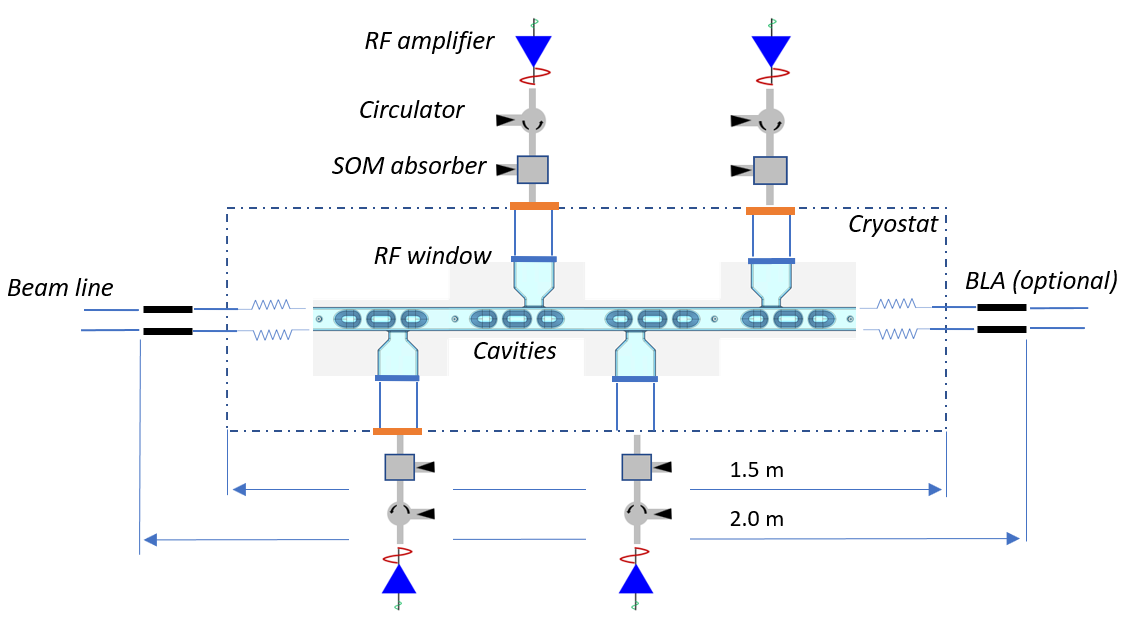 RF amplifier
Circulator
SOM absorber
Cryostat
RF window
Beam line
BLA (optional)
Cavities
1.5 m
2.0 m